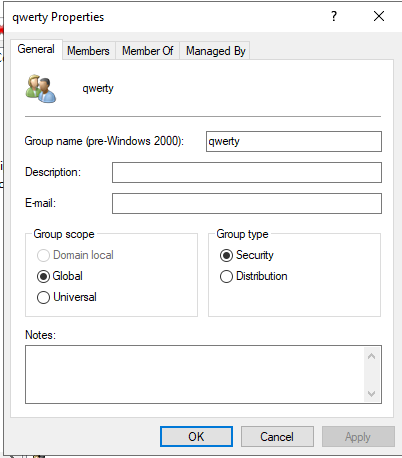 qwerty Properties
?
General Members Member Of Managed By
qwerty
Group name (pre-Windows 2000): qwerty
Description:
E-mail:
Group scope
Domain local
Global
Universal
Group type
Security
Distribution
Notes:
OK Cancel Apply